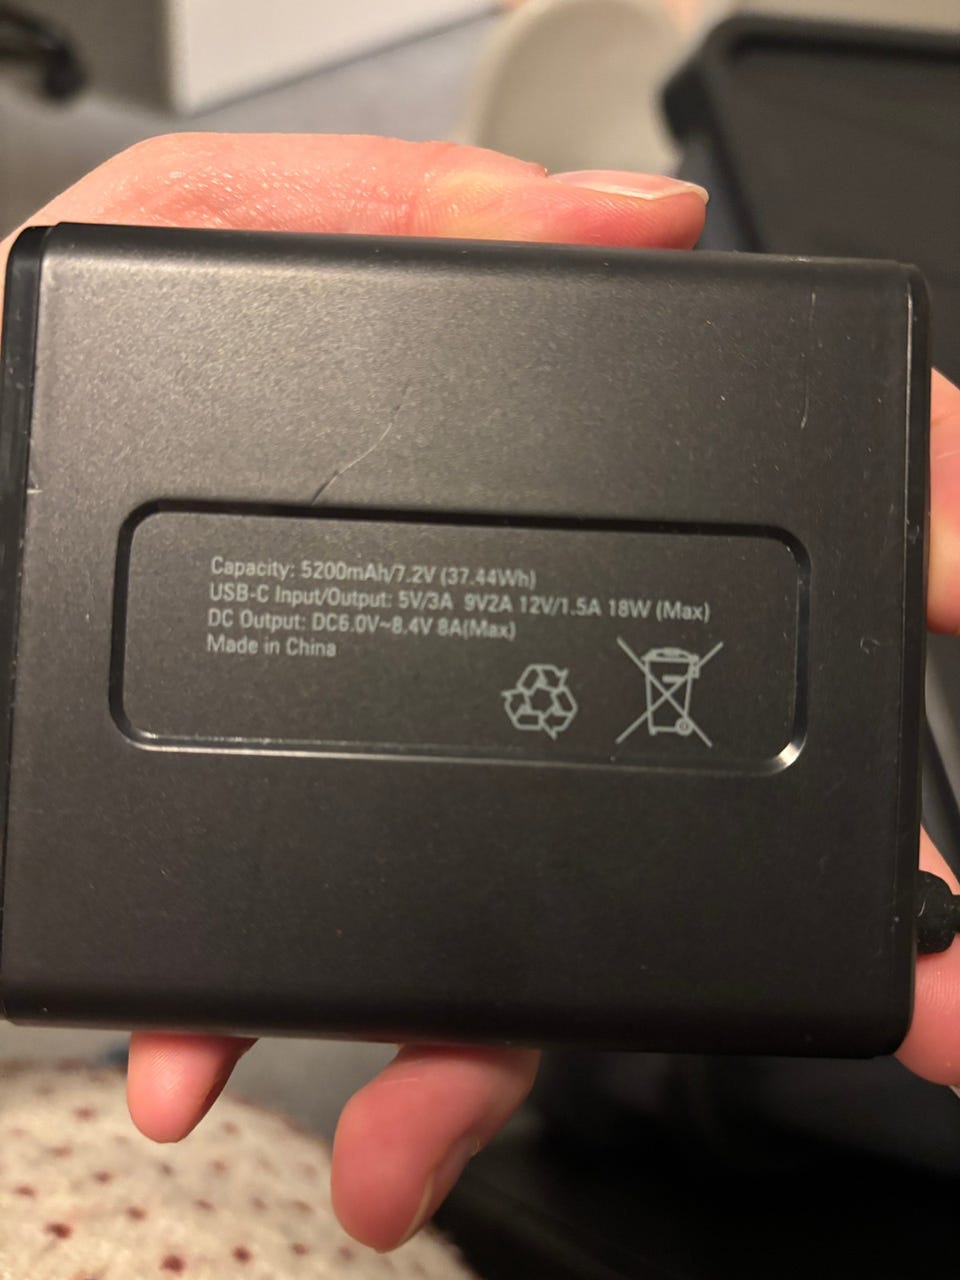 Capacity: 5200mAh/7.2V (37.44Wh)
USB-C Input/Output: 5V/3A 9V2A 12V/1.5A 18W (Max)
DC Output: DC6.0V~8.4V 8A(Max)
Made in China